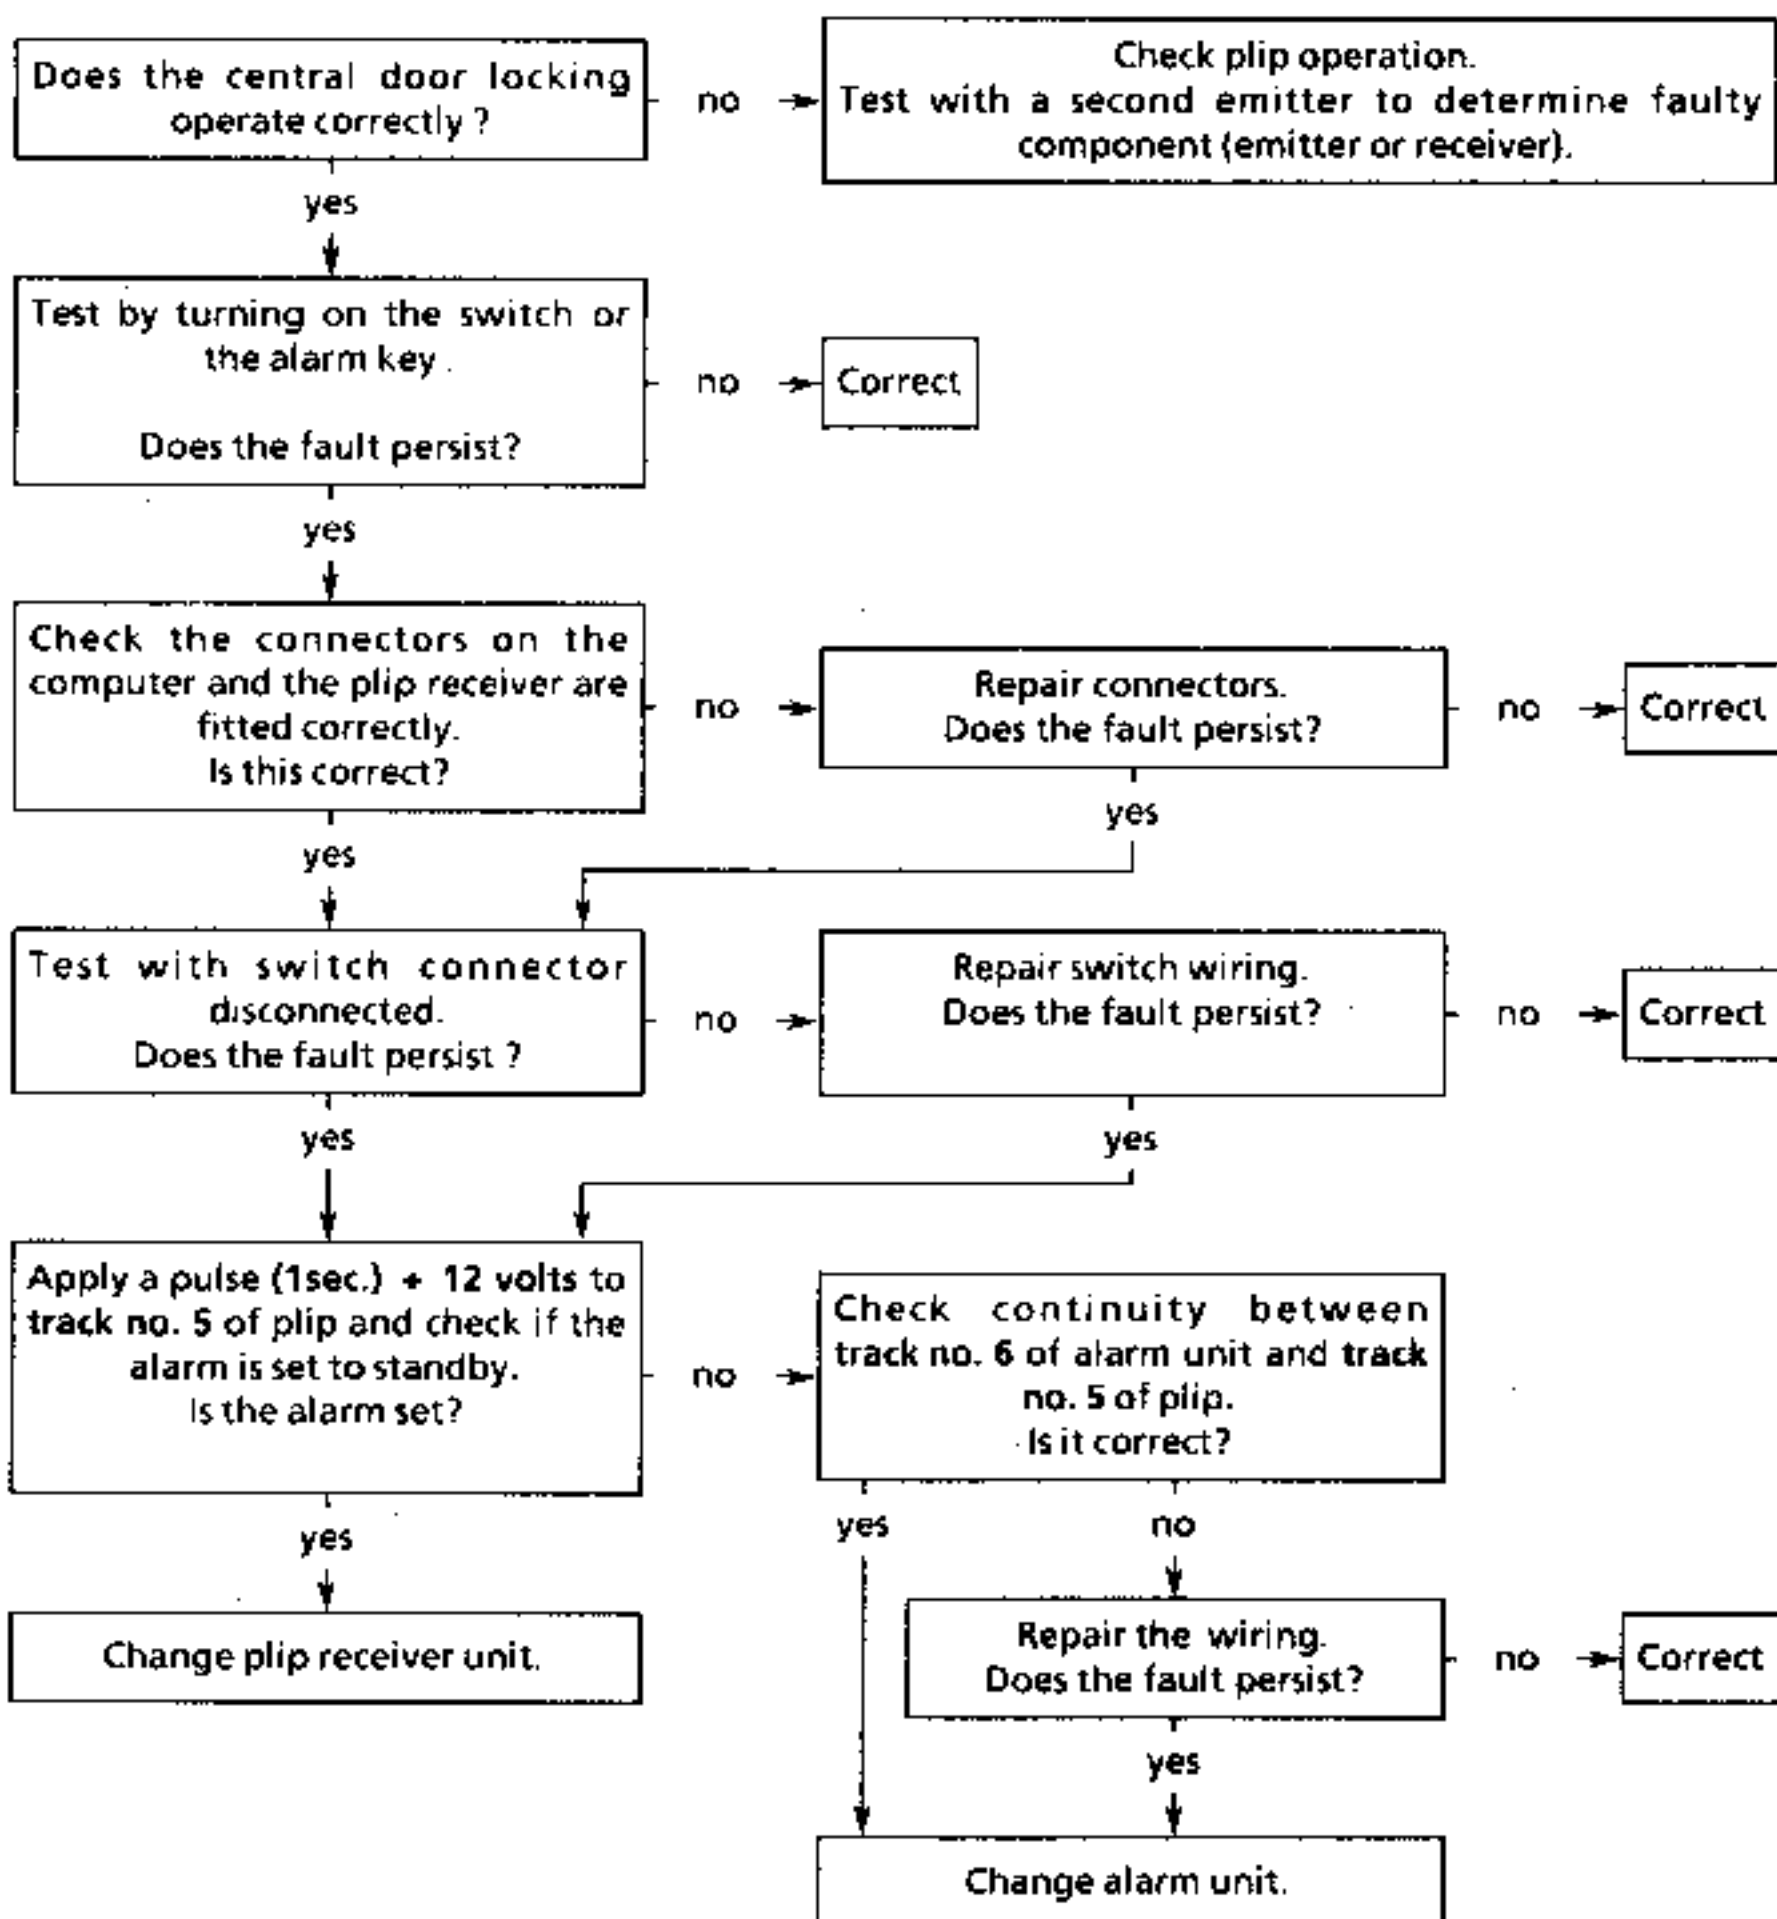 Does the central door locking
operate correctly ?
no
Check plip operation.
Test with a second emitter to determine faulty
component (emitter or receiver).
yes
Test by turning on the switch or
the alarm key .
Does the fault persist?
no
Correct
yes
Check the connectors on the
computer and the plip receiver are
fitted correctly.
Is this correct?
no
Repair connectors.
Does the fault persist?
no
Correct
yes
yes
Test with switch connector
disconnected.
Does the fault persist ?
no
Repair switch wiring.
Does the fault persist?
no
Correct
yes
yes
Apply a pulse (1sec.) + 12 volts to
track no. 5 of plip and check if the
alarm is set to standby.
Is the alarm set?
no
Check continuity between
track no. 6 of alarm unit and track
no. 5 of plip.
Is it correct?
yes
yes
no
Change plip receiver unit.
Repair the wiring.
Does the fault persist?
no
Correct
yes
Change alarm unit.